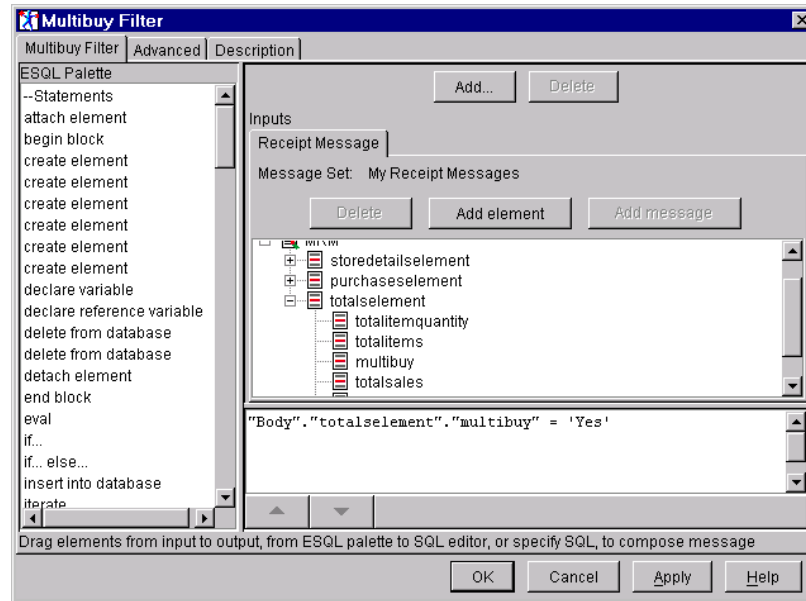 Multibuy Filter
Multibuy Filter Advanced Description
ESQL Palette
--Statements
attach element
begin block
create element
create element
create element
create element
create element
create element
declare variable
declare reference variable
delete from database
delete from database
detach element
end block
eval
if...
if... else...
insert into database
iterate
Add... Delete
Inputs
Receipt Message
Message Set: My Receipt Messages
Delete Add element Add message
MRM
storedetailselement
purchaseselement
totalselement
totalitemquantity
totalitems
multibuy
totalsales
"Body"."totalselement"."multibuy" = 'Yes'
Drag elements from input to output, from ESQL palette to SQL editor, or specify SQL, to compose message
OK Cancel Apply Help